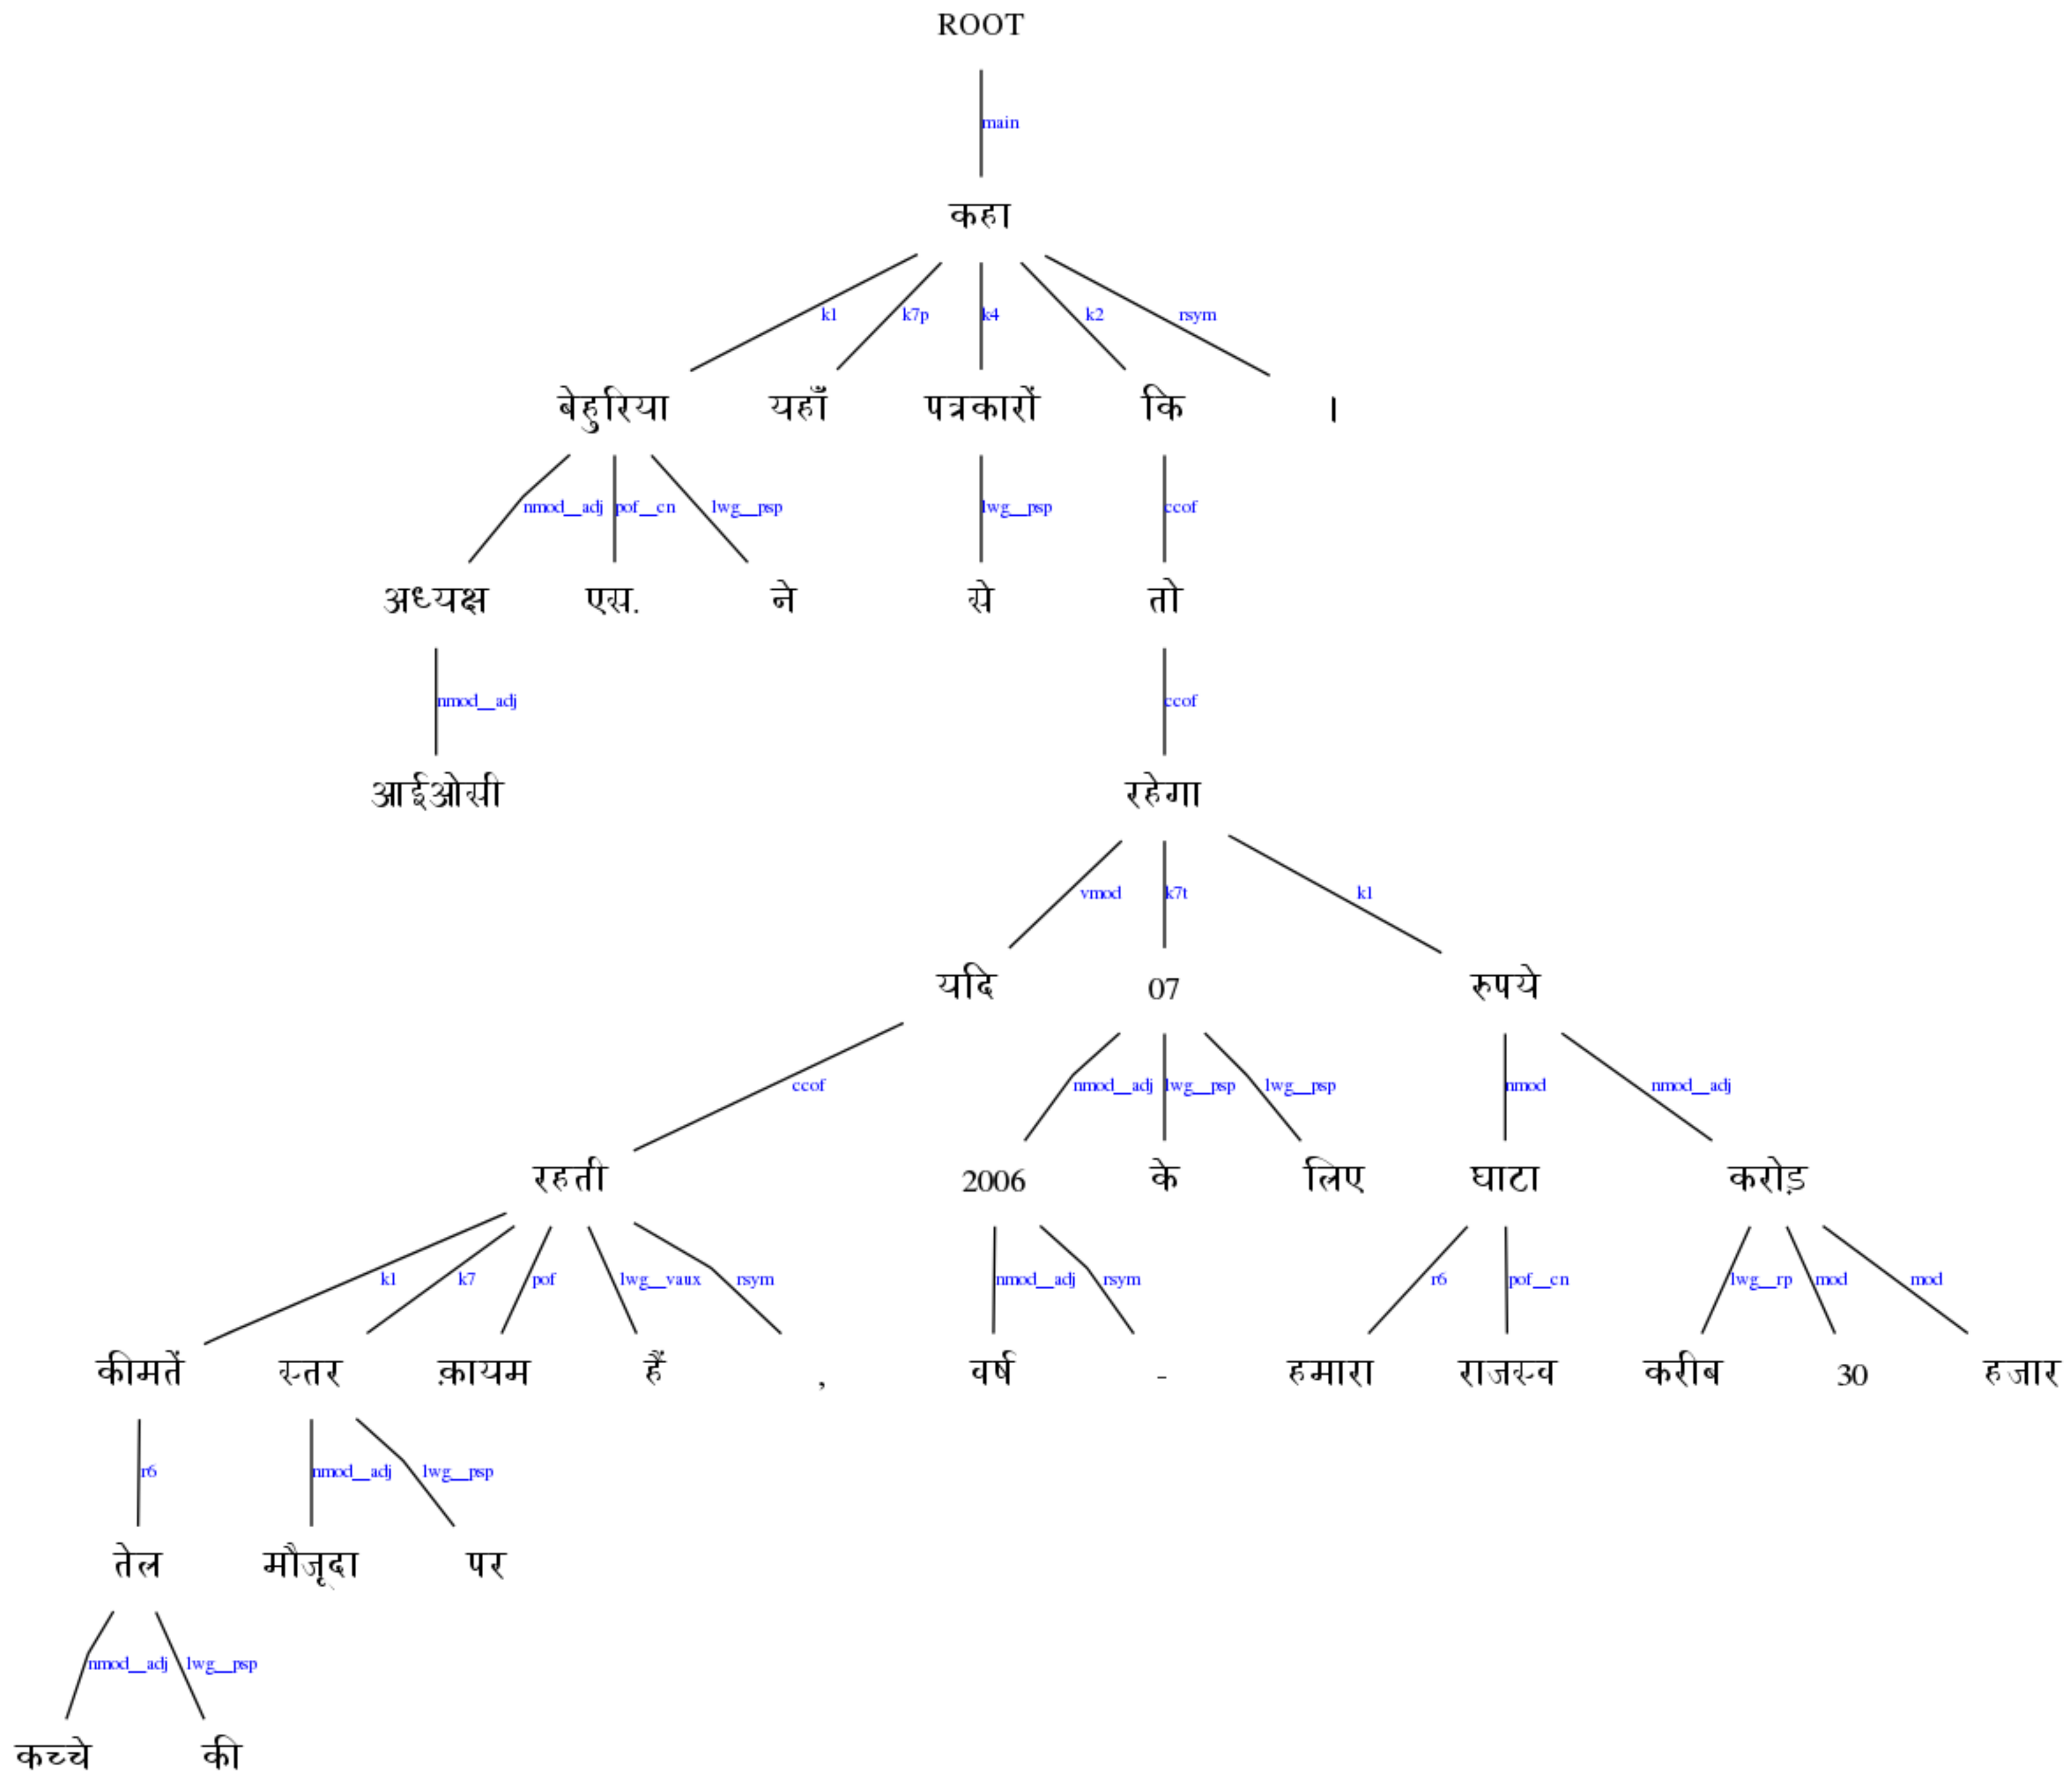 ROOT
main
कहा
k1 k7p k4 k2 rsym
बेहुरिया यहाँ पत्रकारों कि ।
nmod__adj pof__cn lwg__psp lwg__psp ccof
अध्यक्ष एस. ने से तो
nmod__adj ccof
आईओसी रहेगा
vmod k7t k1
यदि 07 रुपये
ccof nmod__adj lwg__psp lwg__psp nmod nmod__adj
रहती 2006 के लिए घाटा करोड़
k1 k7 pof lwg__vaux rsym nmod__adj rsym r6 pof__cn lwg__rp mod mod
कीमतें स्तर क़ायम हैं , वर्ष - हमारा राजस्व करीब 30 हजार
r6 nmod__adj lwg__psp
तेल मौजूदा पर
nmod__adj lwg__psp
कच्चे की